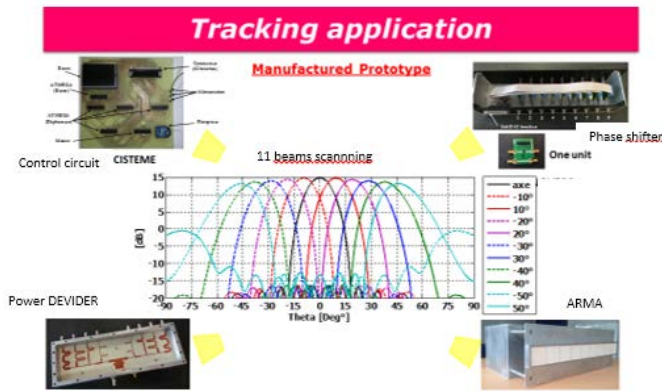 Tracking application
Manufactured Prototype
Control circuit
CISTEME
Phase shifter
One unit
11 beams scannning
15
10
5
0
-5
-10
-15
-20
[dB]
-90 -75 -60 -45 -30 -15 0 15 30 45 60 75 90
Theta [Deg°]
axe
-10°
10°
-20°
20°
-30°
30°
-40°
40°
-50°
50°
Power DEVIDER
ARMA